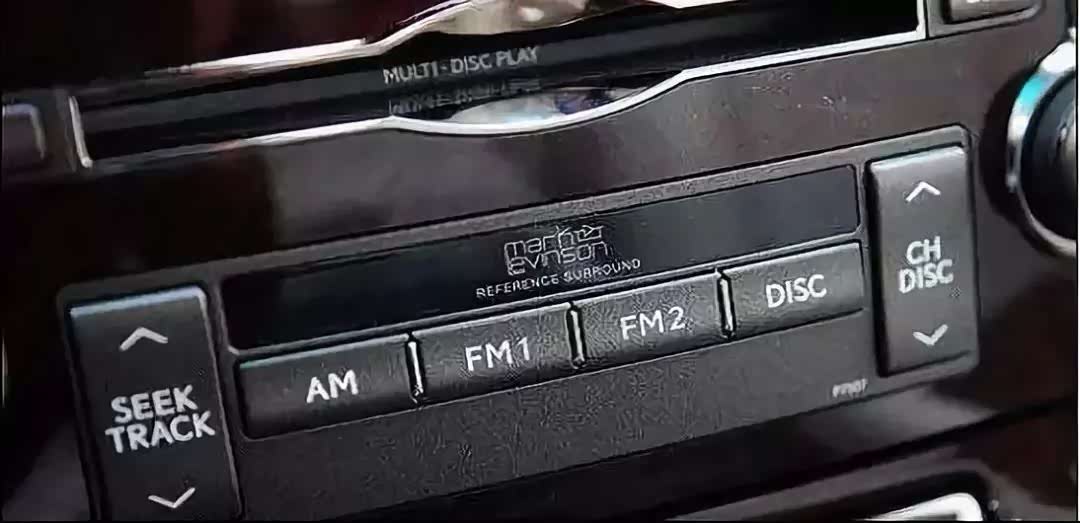 MULTI-DISC PLAY
mark
levinson
REFERENCE SURROUND
CH
DISC
DISC
FM2
FM1
AM
SEEK
TRACK